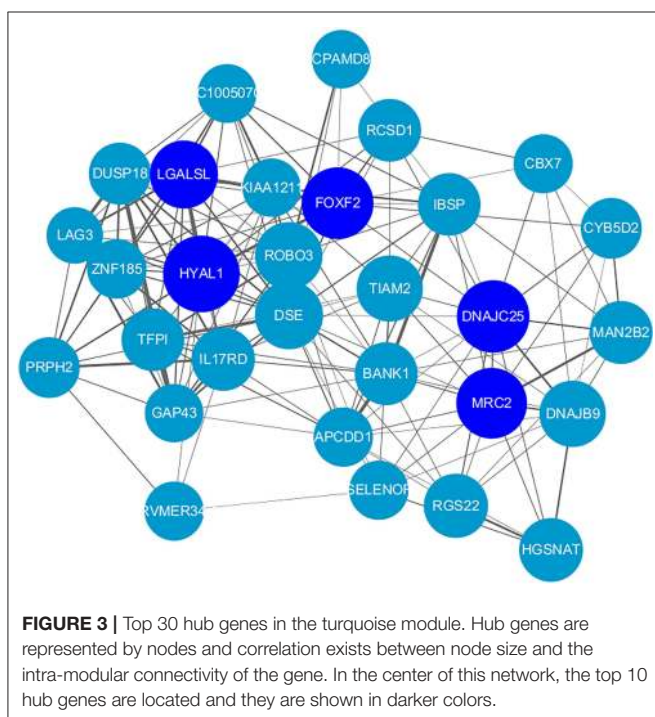 CPAMD8
C100507
RCSD1
CBX7
DUSP18
LGALSL
KIAA1211
FOXF2
IBSP
CYB5D2
LAG3
ZNF185
HYAL1
ROBO3
TIAM2
DSE
DNAJC25
MAN2B2
TFPI
IL17RD
PRPH2
BANK1
MRC2
DNAJB9
GAP43
APCDD1
SELENOP
RGS22
RVMER34
HGSNAT
FIGURE 3 | Top 30 hub genes in the turquoise module. Hub genes are
represented by nodes and correlation exists between node size and the
intra-modular connectivity of the gene. In the center of this network, the top 10
hub genes are located and they are shown in darker colors.